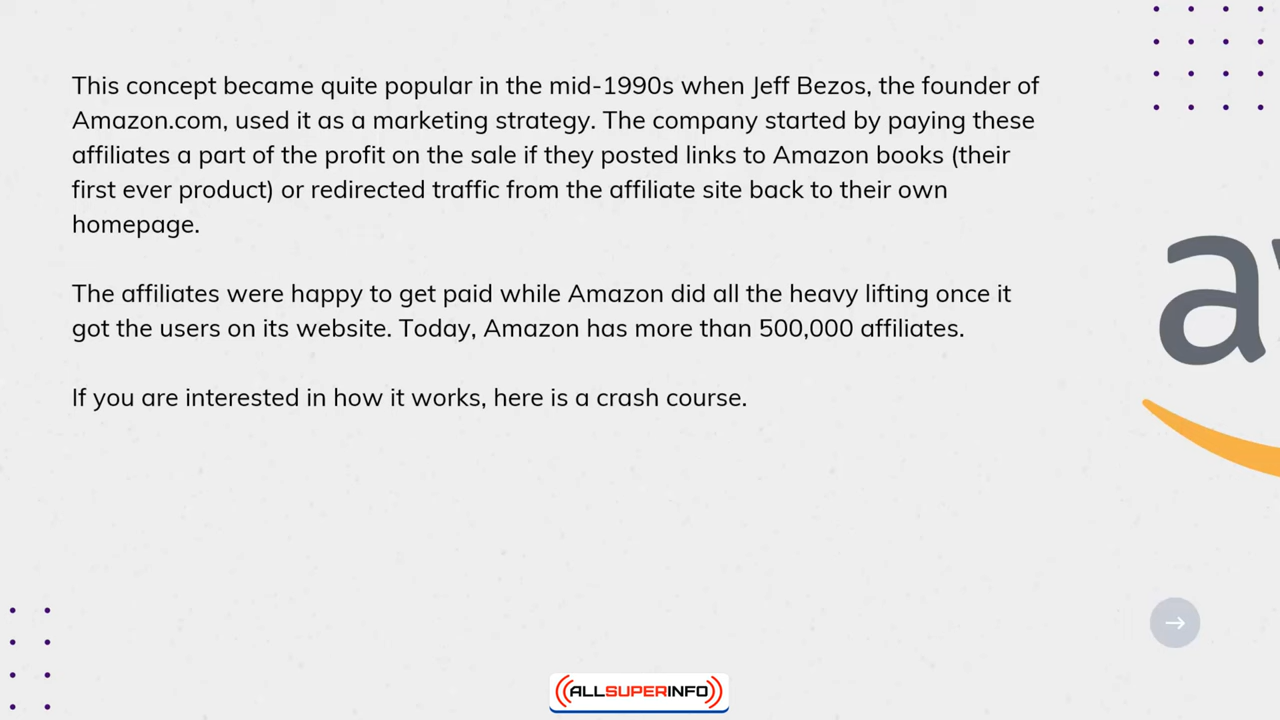 This concept became quite popular in the mid-1990s when Jeff Bezos, the founder of
Amazon.com, used it as a marketing strategy. The company started by paying these
affiliates a part of the profit on the sale if they posted links to Amazon books (their
first ever product) or redirected traffic from the affiliate site back to their own
homepage.
The affiliates were happy to get paid while Amazon did all the heavy lifting once it
got the users on its website. Today, Amazon has more than 500,000 affiliates.
If you are interested in how it works, here is a crash course.
a
ALLSUPERINFO